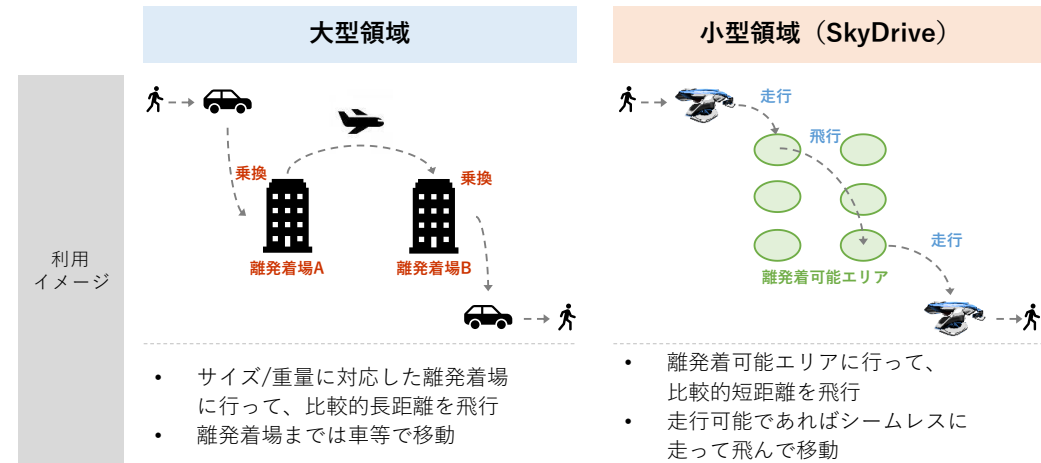 大型領域
小型領域（SkyDrive）
利用
イメージ
乗換
乗換
離発着場A
離発着場B
走行
飛行
走行
離発着可能エリア
• サイズ/重量に対応した離発着場
に行って、比較的長距離を飛行
• 離発着場までは車等で移動
• 離発着可能エリアに行って、
比較的短距離を飛行
• 走行可能であればシームレスに
走って飛んで移動